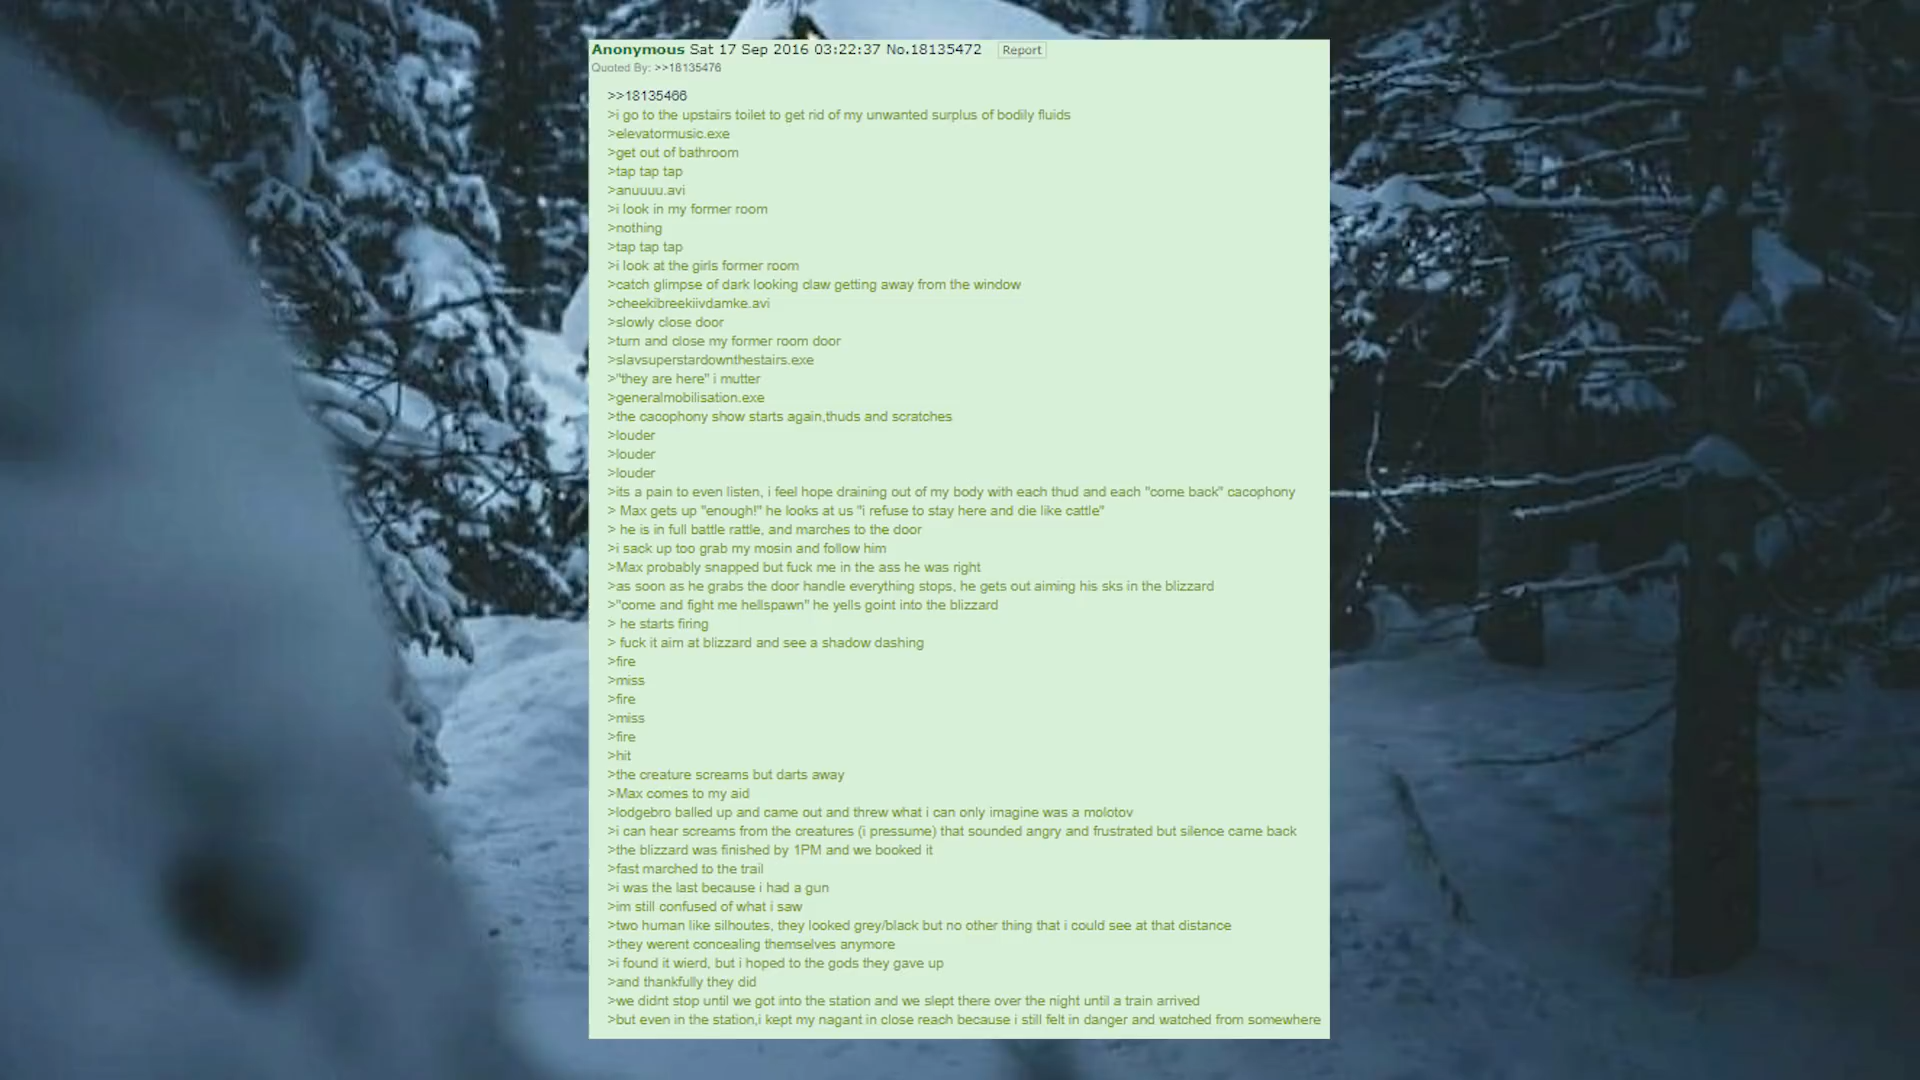 Anonymous Sat 17 Sep 2016 03:22:37 No.18135472 Report
Quoted By: >>18135476
>>18135466
>i go to the upstairs toilet to get rid of my unwanted surplus of bodily fluids
>elevatormusic.exe
>get out of bathroom
>tap tap tap
>anuuuu.avi
>i look in my former room
>nothing
>tap tap tap
>i look at the girls former room
>catch glimpse of dark looking claw getting away from the window
>cheekibreekiivdamke.avi
>slowly close door
>turn and close my former room door
>slavsuperstardownthestairs.exe
>"they are here" i mutter
>generalmobilisation.exe
>the cacophony show starts again,thuds and scratches
>louder
>louder
>louder
>its a pain to even listen, i feel hope draining out of my body with each thud and each "come back" cacophony
> Max gets up "enough!" he looks at us "i refuse to stay here and die like cattle"
> he is in full battle rattle, and marches to the door
>i sack up too grab my mosin and follow him
>Max probably snapped but fuck me in the ass he was right
>as soon as he grabs the door handle everything stops, he gets out aiming his sks in the blizzard
>"come and fight me hellspawn" he yells goint into the blizzard
> he starts firing
> fuck it aim at blizzard and see a shadow dashing
>fire
>miss
>fire
>miss
>fire
>hit
>the creature screams but darts away
>Max comes to my aid
>lodgebro balled up and came out and threw what i can only imagine was a molotov
>i can hear screams from the creatures (i pressume) that sounded angry and frustrated but silence came back
>the blizzard was finished by 1PM and we booked it
>fast marched to the trail
>i was the last because i had a gun
>im still confused of what i saw
>two human like silhoutes, they looked grey/black but no other thing that i could see at that distance
>they werent concealing themselves anymore
>i found it wierd, but i hoped to the gods they gave up
>and thankfully they did
>we didnt stop until we got into the station and we slept there over the night until a train arrived
>but even in the station,i kept my nagant in close reach because i still felt in danger and watched from somewhere